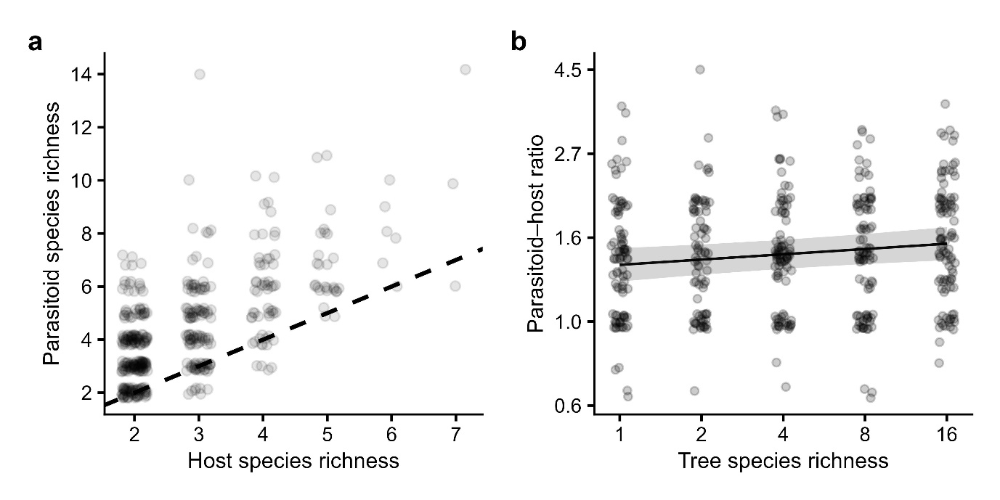 a
b
Parasitoid species richness
14
12
10
8
6
4
2
2 3 4 5 6 7
Host species richness
Parasitoid–host ratio
4.5
2.7
1.6
1.0
0.6
1 2 4 8 16
Tree species richness